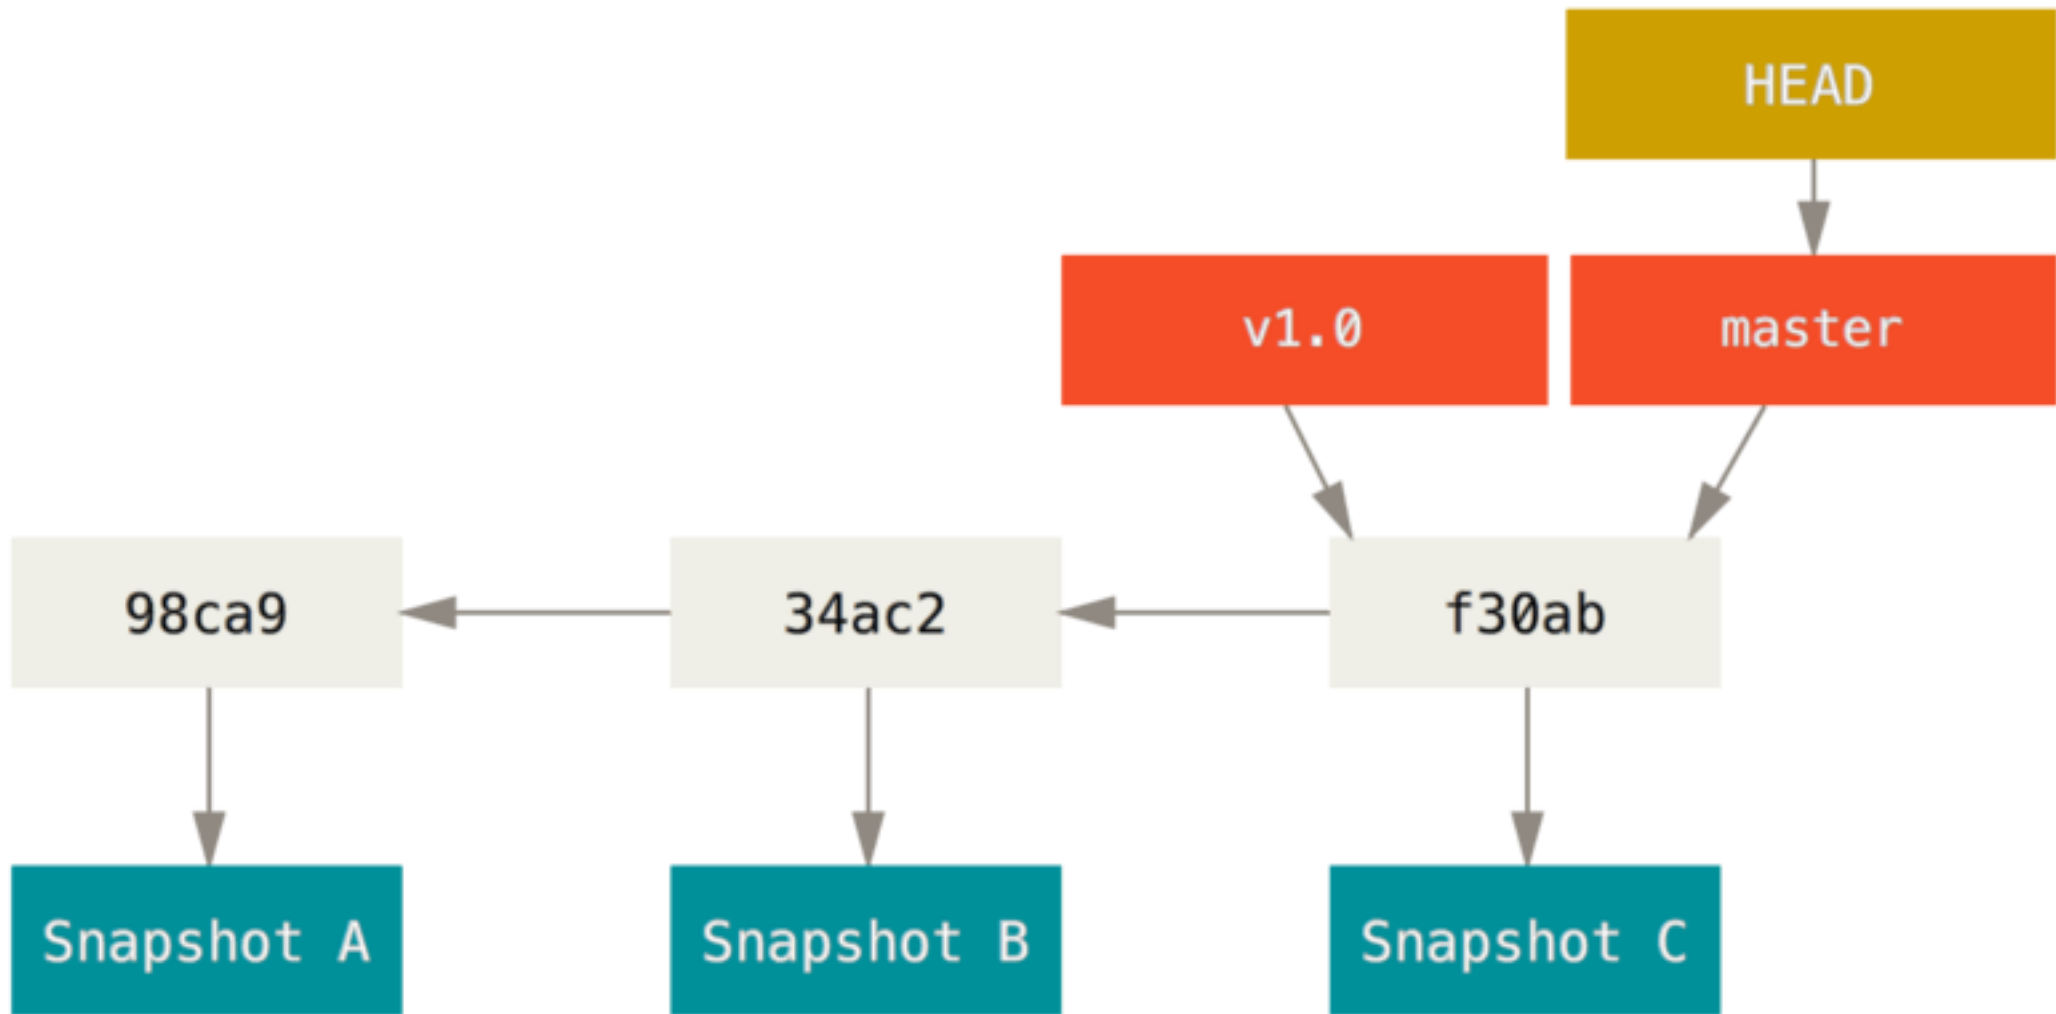 HEAD
v1.0
master
98ca9
34ac2
f30ab
Snapshot A
Snapshot B
Snapshot C